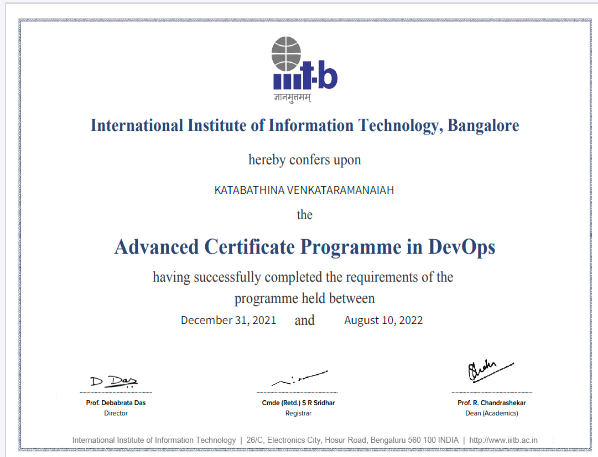 iiit-b
ज्ञानमुत्तमम्
International Institute of Information Technology, Bangalore
hereby confers upon
KATABATHINA VENKATARAMANAIAH
the
Advanced Certificate Programme in DevOps
having successfully completed the requirements of the
programme held between
December 31, 2021 and August 10, 2022
D Das
Prof. Debabrata Das Cmde (Retd.) S R Sridhar Prof. R. Chandrashekar
Director Registrar Dean (Academics)
International Institute of Information Technology | 26/C, Electronics City, Hosur Road, Bengaluru 560 100 INDIA | http://www.iiitb.ac.in